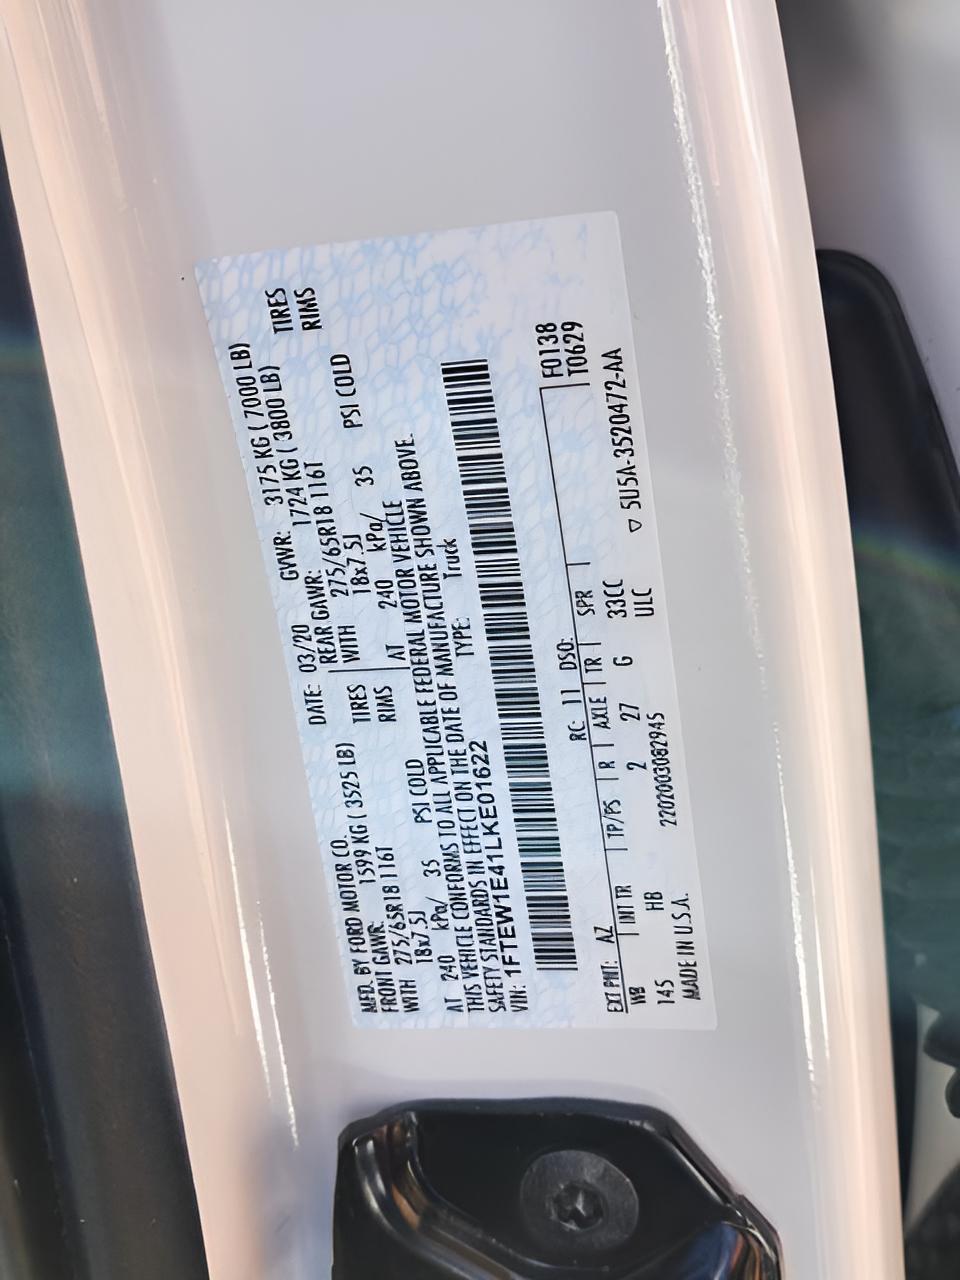 MFD. BY FORD MOTOR CO. DATE: 03/20 GVWR: 3175 KG ( 7000 LB)
FRONT GAWR: 1599 KG ( 3525 LB) REAR GAWR: 1724 KG ( 3800 LB)
WITH 275/65R18 116T TIRES WITH 275/65R18 116T TIRES
18x7.5J RIMS 18x7.5J RIMS
AT 240 kPa/ 35 PSI COLD AT 240 kPa/ 35 PSI COLD
THIS VEHICLE CONFORMS TO ALL APPLICABLE FEDERAL MOTOR VEHICLE
SAFETY STANDARDS IN EFFECT ON THE DATE OF MANUFACTURE SHOWN ABOVE.
VIN: 1FTEW1E41LKE01622 TYPE: Truck
F0138
EXT PNT: AZ RC: 11 DSO: T0629
WB INT TR TP/PS R AXLE TR SPR
145 HB 2 27 6 33CC
ULC
MADE IN U.S.A. 2202003082945 ▽ 5U5A-3520472-AA